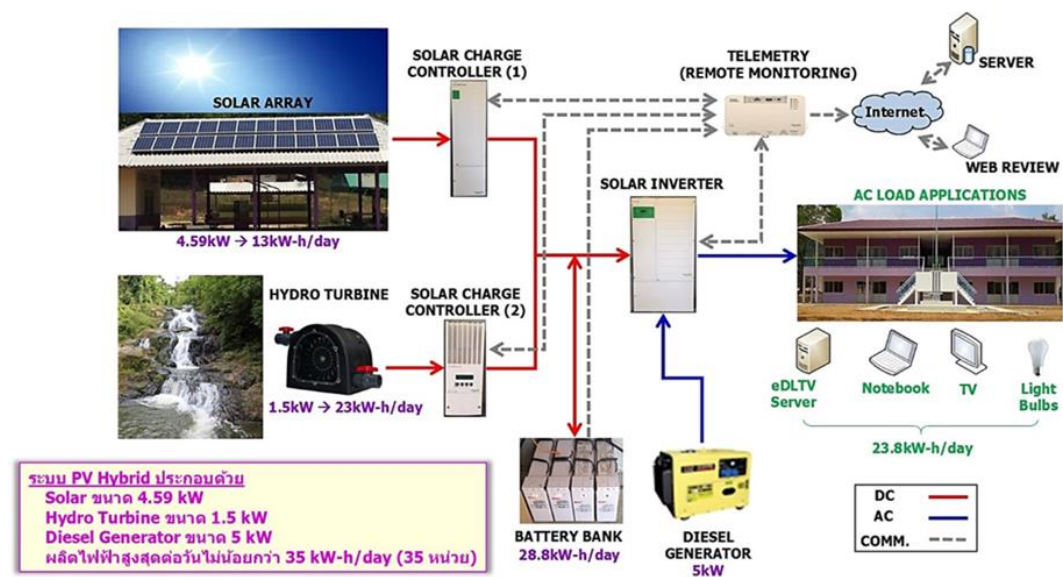 SOLAR ARRAY
4.59kW → 13kW-h/day
SOLAR CHARGE
CONTROLLER (1)
TELEMETRY
(REMOTE MONITORING)
SERVER
Internet
WEB REVIEW
SOLAR INVERTER
AC LOAD APPLICATIONS
HYDRO TURBINE
1.5kW → 23kW-h/day
SOLAR CHARGE
CONTROLLER (2)
eDLTV
Server
Notebook
TV
Light
Bulbs
23.8kW-h/day
BATTERY BANK
28.8kW-h/day
DIESEL
GENERATOR
5kW
DC
AC
COMM.
ระบบ PV Hybrid ประกอบด้วย
Solar ขนาด 4.59 kW
Hydro Turbine ขนาด 1.5 kW
Diesel Generator ขนาด 5 kW
ผลิตไฟฟ้าสูงสุดต่อวันไม่น้อยกว่า 35 kW-h/day (35 หน่วย)